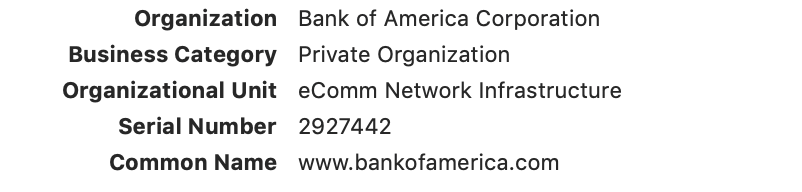 Organization Bank of America Corporation
Business Category Private Organization
Organizational Unit eComm Network Infrastructure
Serial Number 2927442
Common Name www.bankofamerica.com